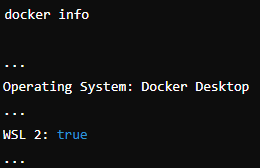 docker info
...
Operating System: Docker Desktop
...
WSL 2: true
...